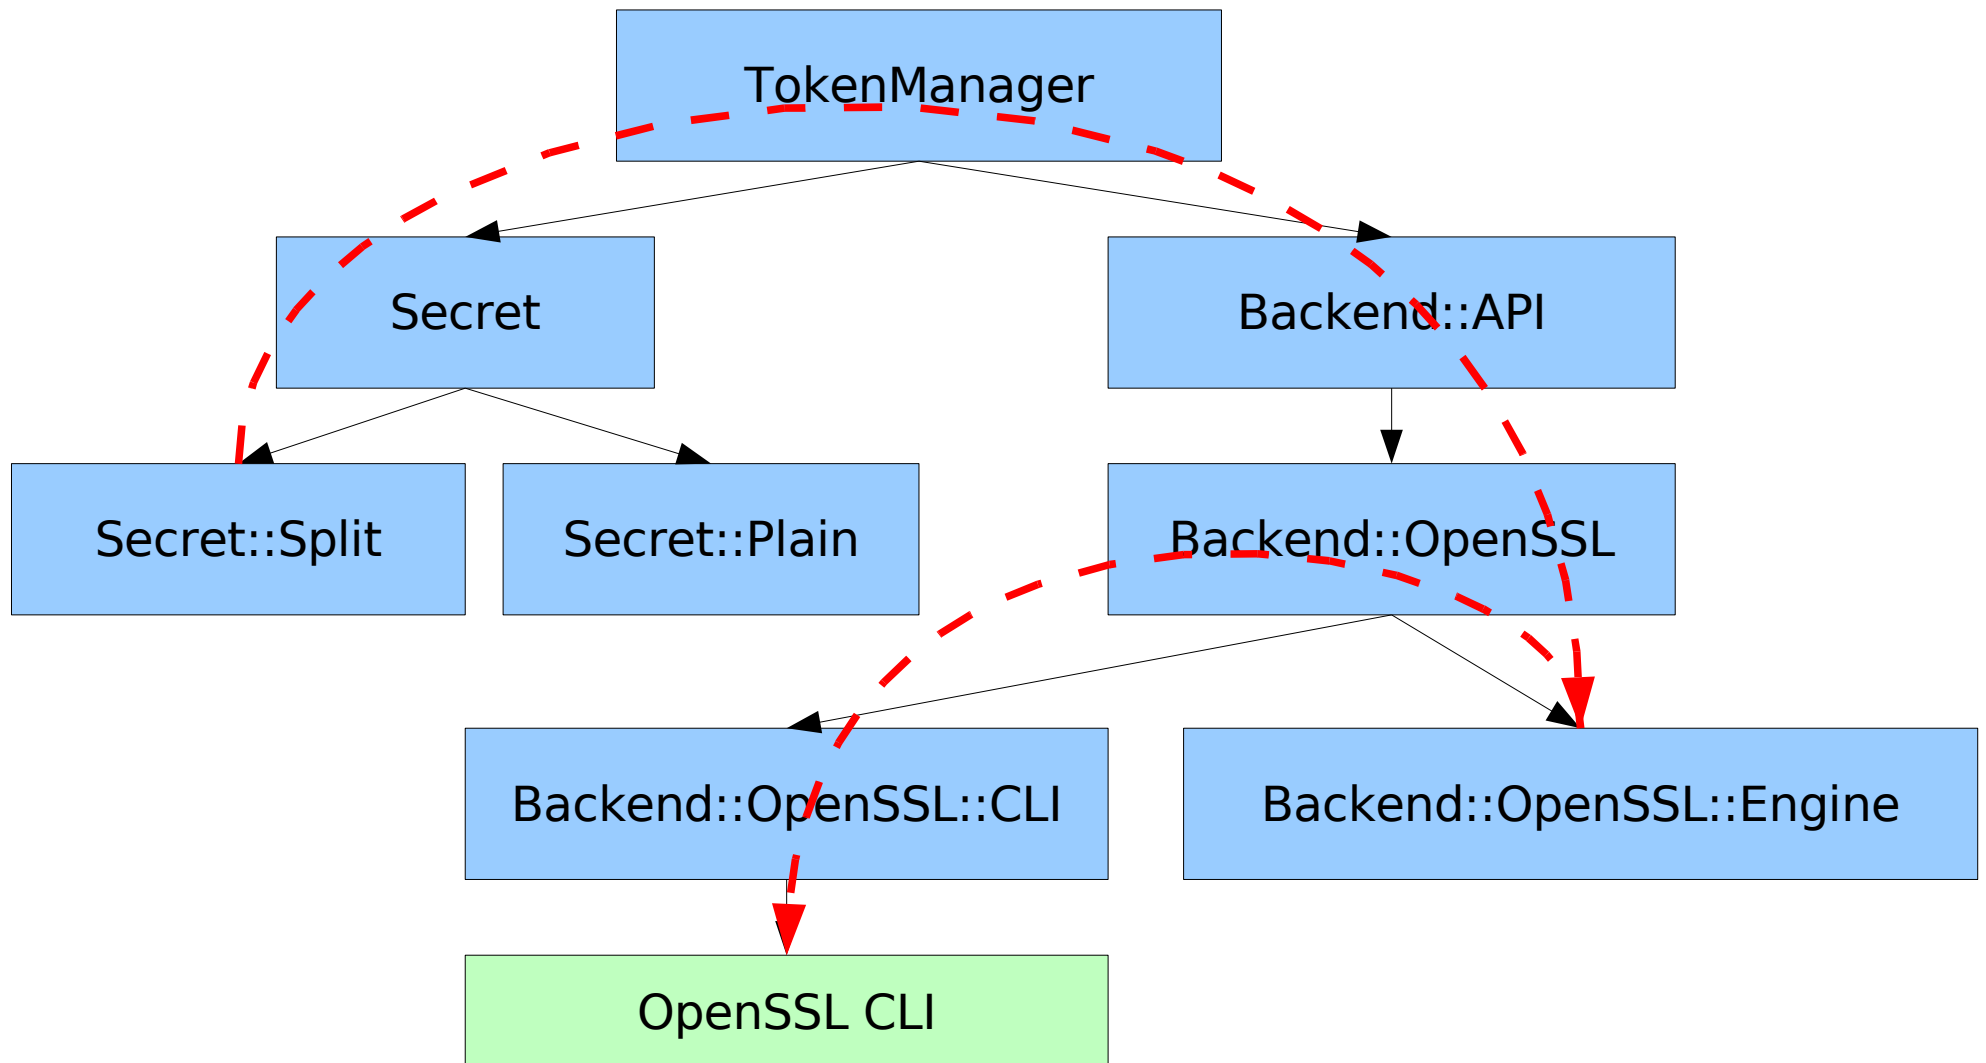 TokenManager
Secret
Backend::API
Secret::Split
Secret::Plain
Backend::OpenSSL
Backend::OpenSSL::CLI
Backend::OpenSSL::Engine
OpenSSL CLI